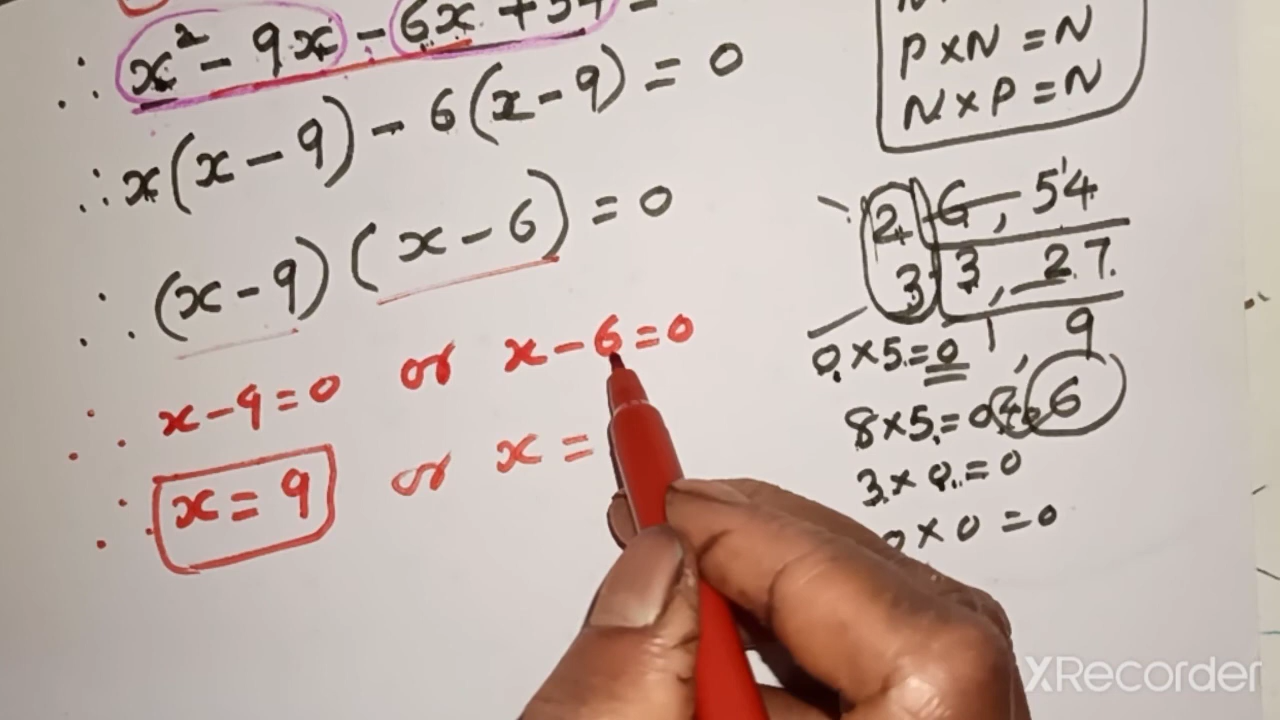 ∴ x² - 9x - 6x + 54 =
∴ x(x - 9) - 6(x - 9) = 0
∴ (x - 9)(x - 6) = 0
∴ x - 9 = 0 or x - 6 = 0
∴ x = 9 or x =
P × N = N
N × P = N
2 6, 54
3 3, 27
1, 9
0 × 5 = 0
8 × 5 = 0
6
3 × 0 = 0
0 × 0 = 0
XRecorder